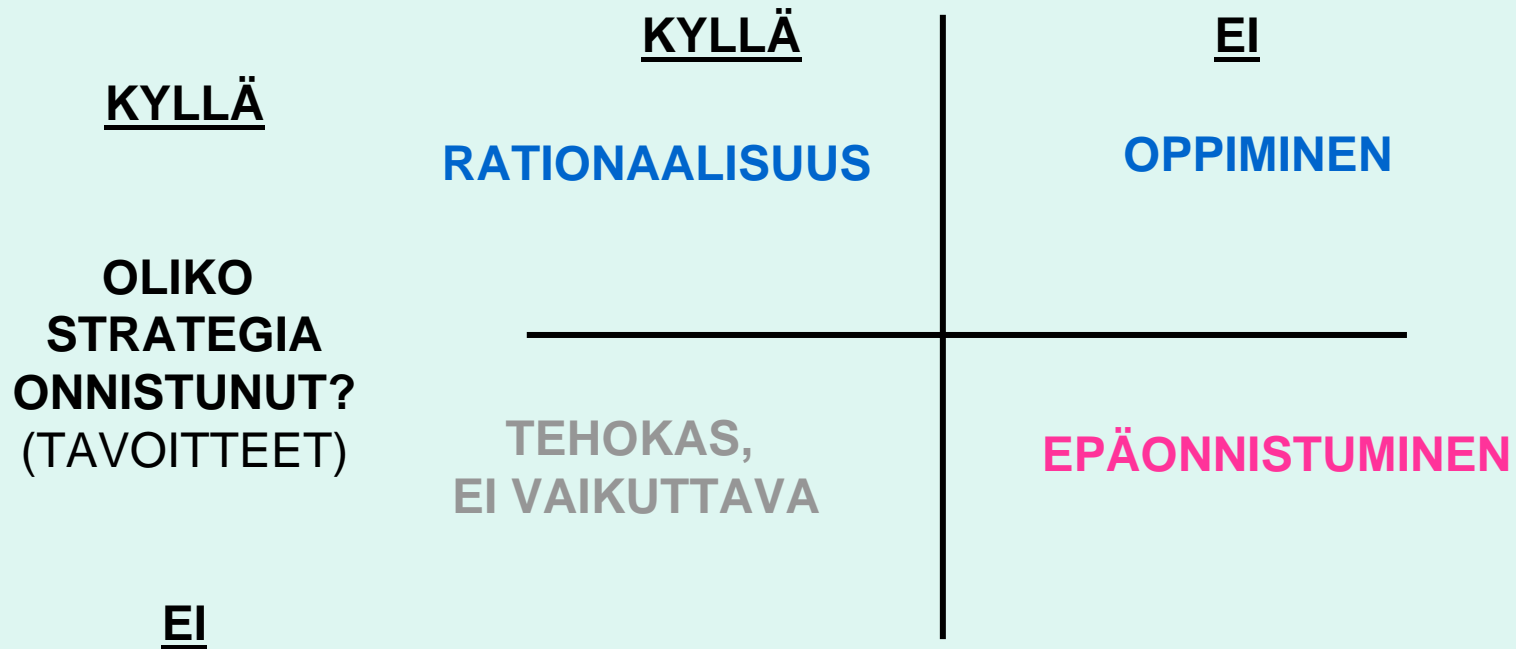 KYLLÄ
EI
KYLLÄ
RATIONAALISUUS
OPPIMINEN
OLIKO
STRATEGIA
ONNISTUNUT?
(TAVOITTEET)
TEHOKAS,
EI VAIKUTTAVA
EPÄONNISTUMINEN
EI